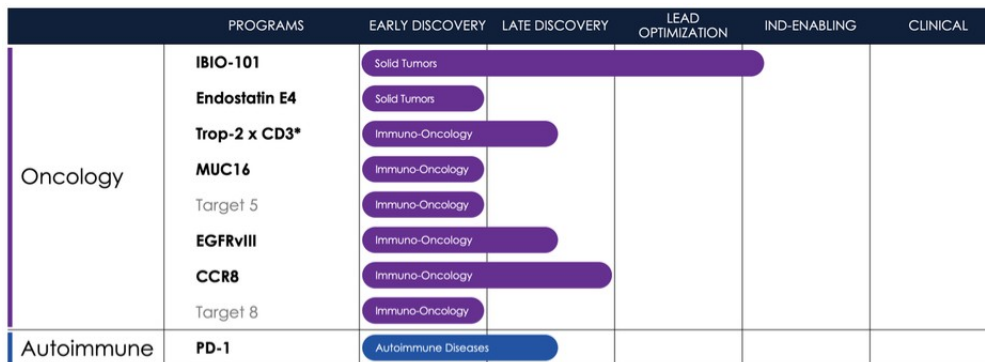 PROGRAMS EARLY DISCOVERY LATE DISCOVERY LEAD OPTIMIZATION IND-ENABLING CLINICAL
Oncology
IBIO-101 Solid Tumors
Endostatin E4 Solid Tumors
Trop-2 x CD3* Immuno-Oncology
MUC16 Immuno-Oncology
Target 5 Immuno-Oncology
EGFRvIII Immuno-Oncology
CCR8 Immuno-Oncology
Target 8 Immuno-Oncology
Autoimmune PD-1 Autoimmune Diseases